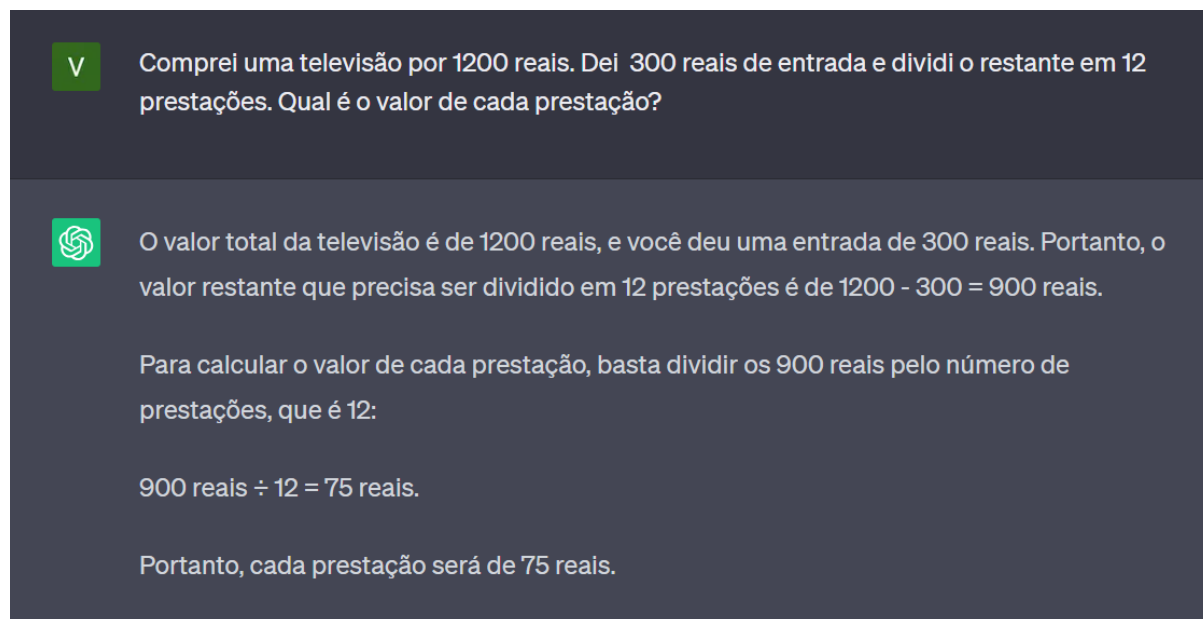 V
Comprei uma televisão por 1200 reais. Dei 300 reais de entrada e dividi o restante em 12
prestações. Qual é o valor de cada prestação?
O valor total da televisão é de 1200 reais, e você deu uma entrada de 300 reais. Portanto, o
valor restante que precisa ser dividido em 12 prestações é de 1200 - 300 = 900 reais.
Para calcular o valor de cada prestação, basta dividir os 900 reais pelo número de
prestações, que é 12:
900 reais ÷ 12 = 75 reais.
Portanto, cada prestação será de 75 reais.